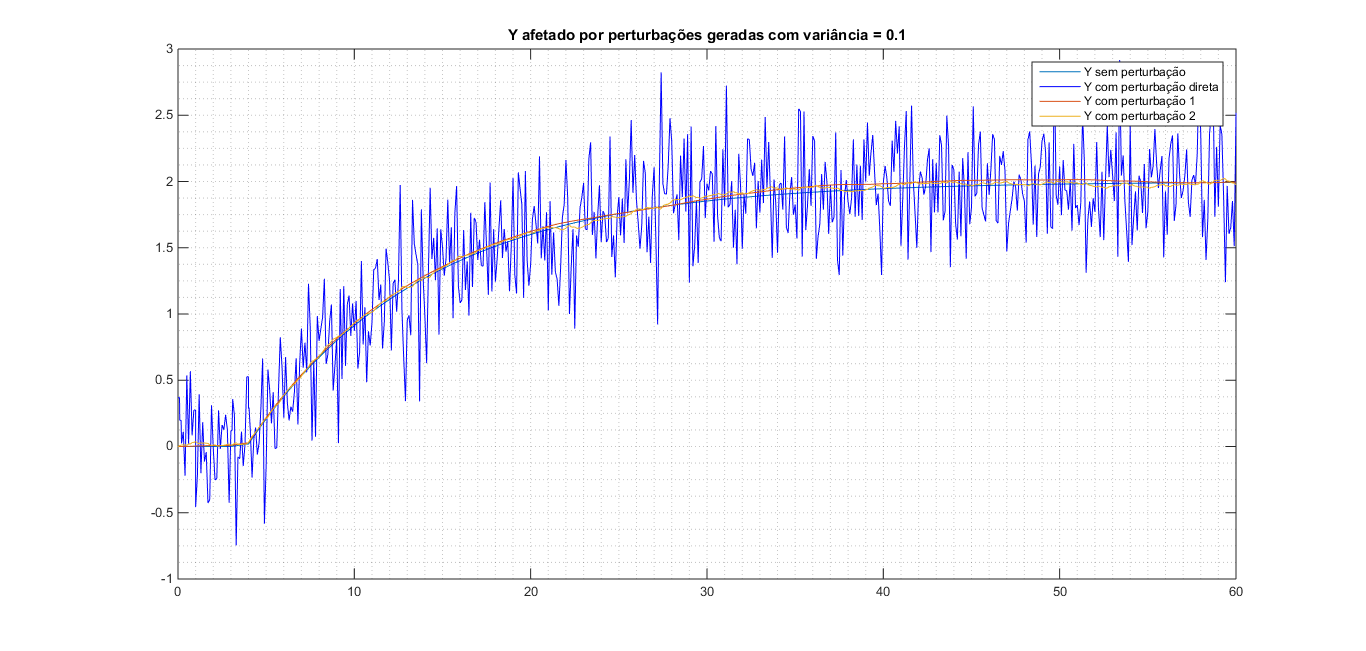 Y afetado por perturbações geradas com variância = 0.1
Y sem perturbação
Y com perturbação direta
Y com perturbação 1
Y com perturbação 2
3
2.5
2
1.5
1
0.5
0
-0.5
-1
0 10 20 30 40 50 60